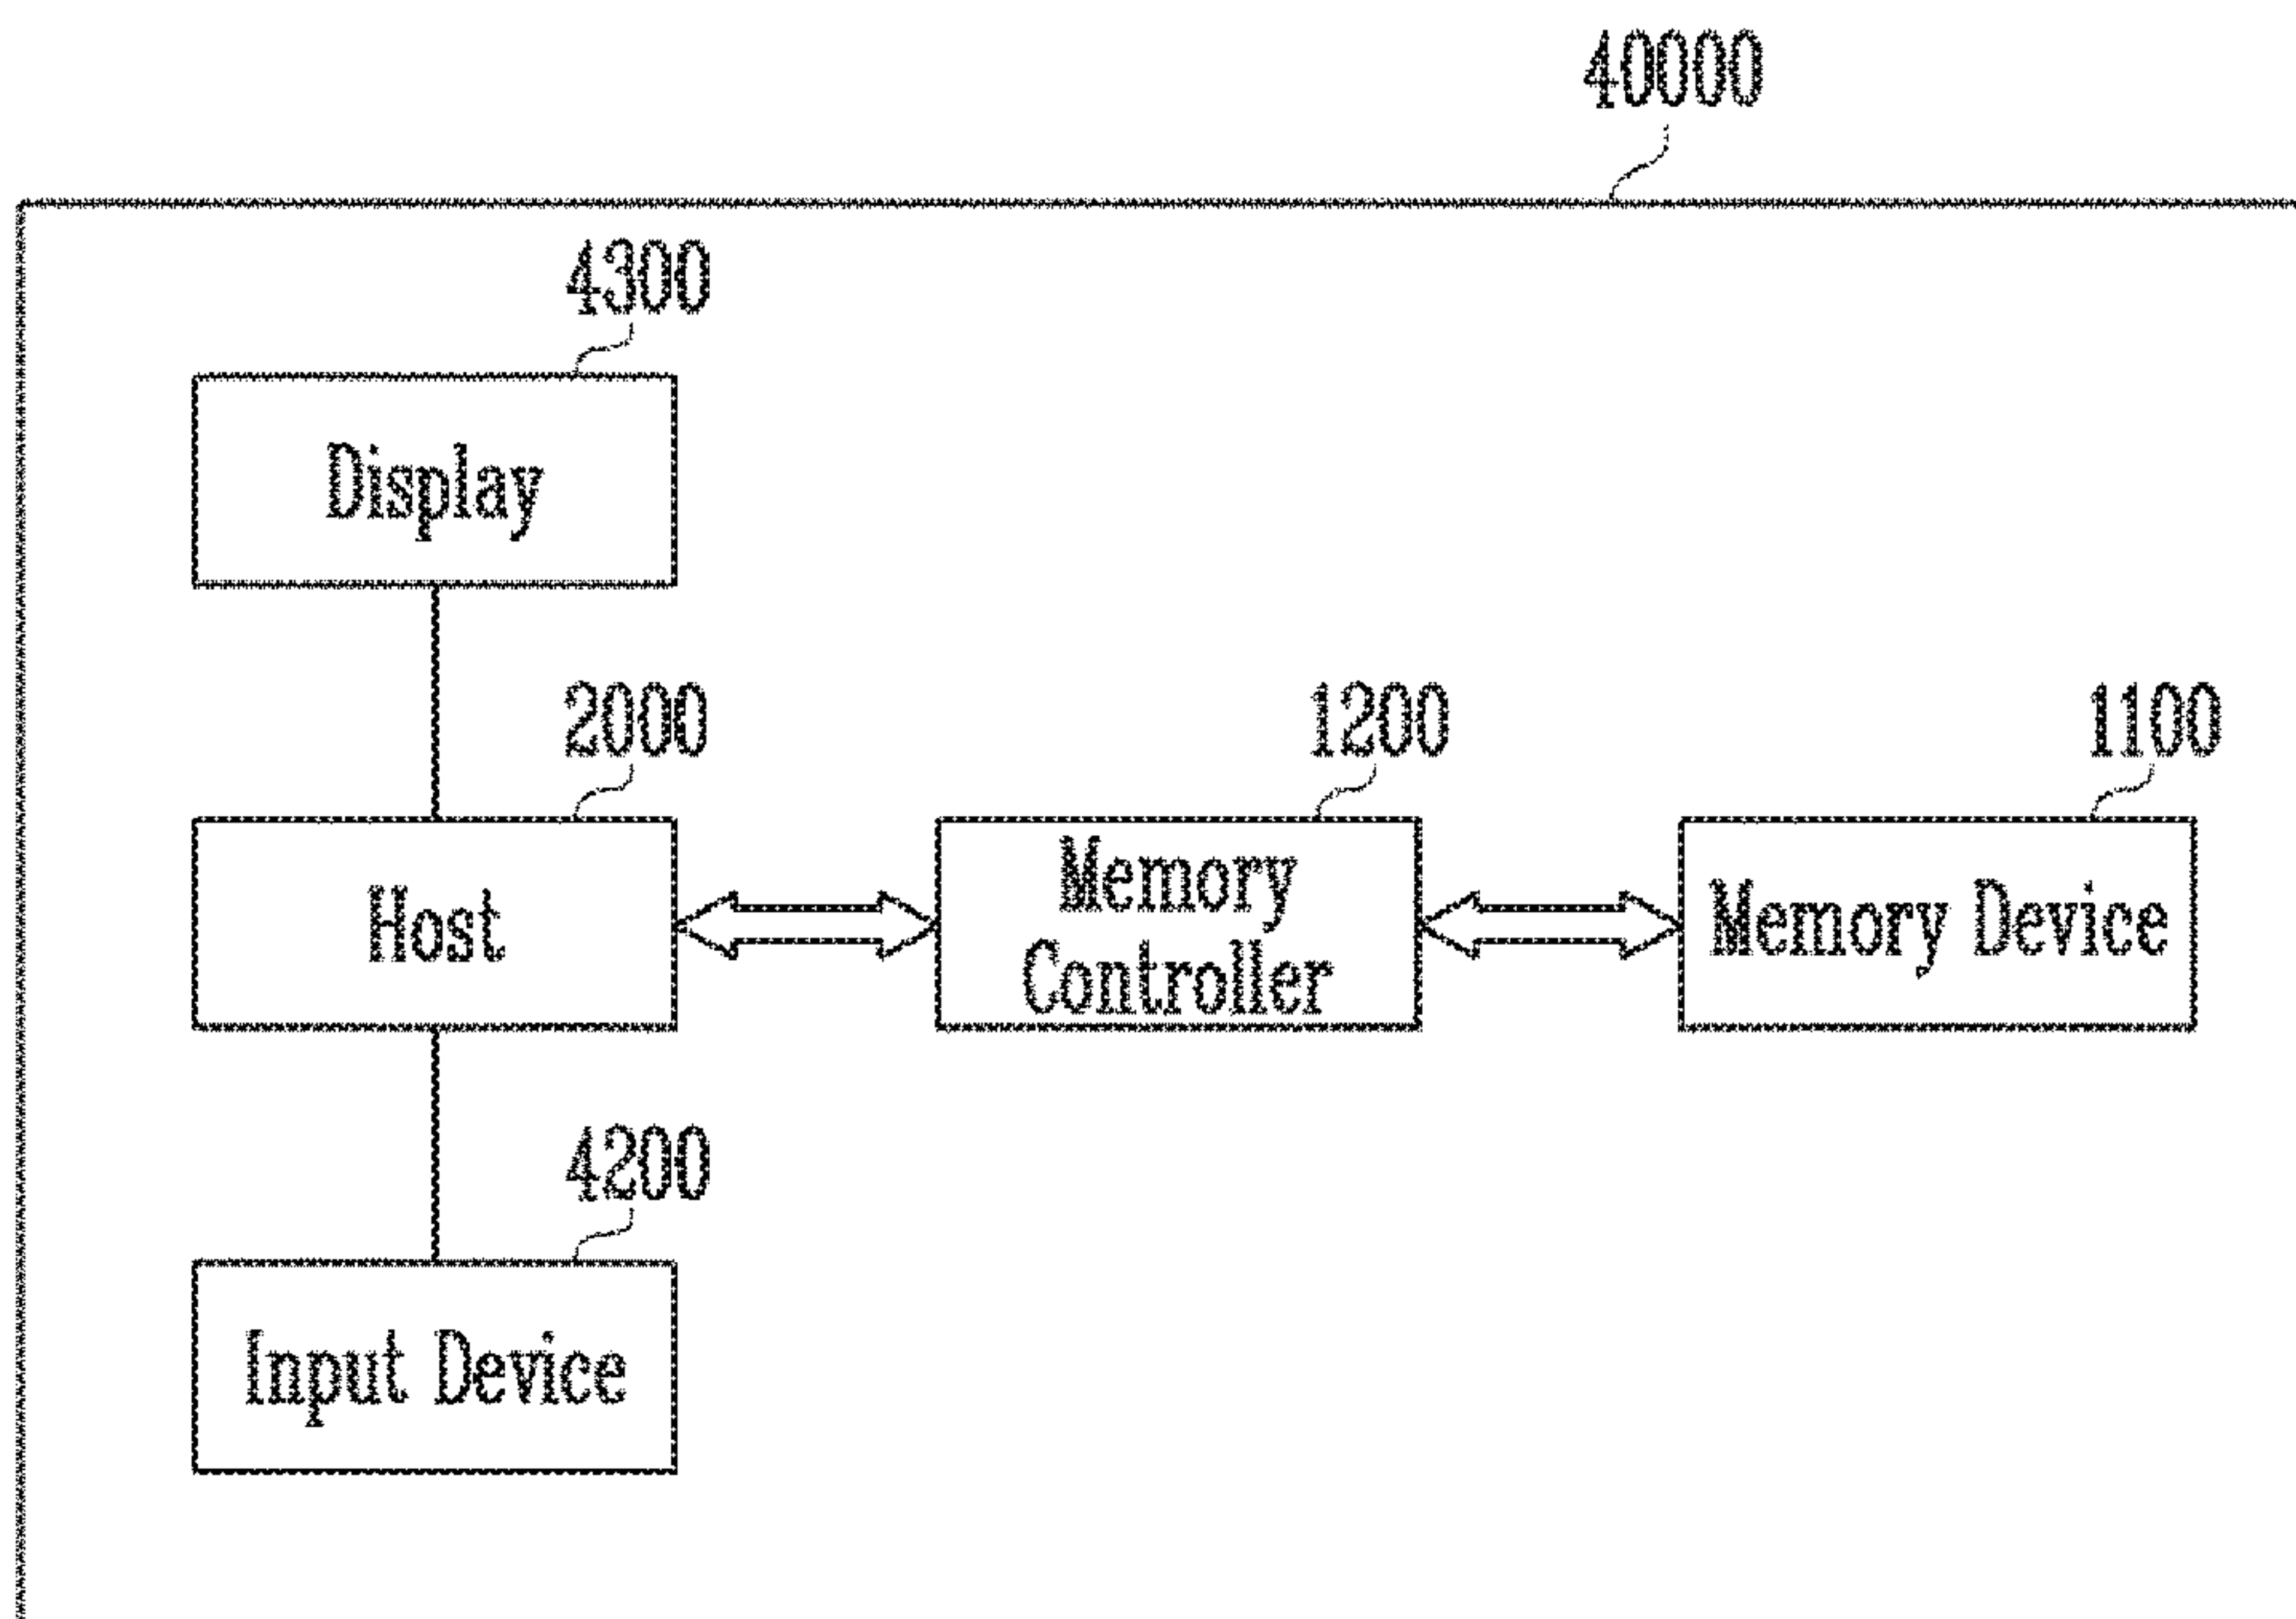 40000
4300
Display
2000
1200
1100
Host
Memory
Controller
Memory Device
4200
Input Device